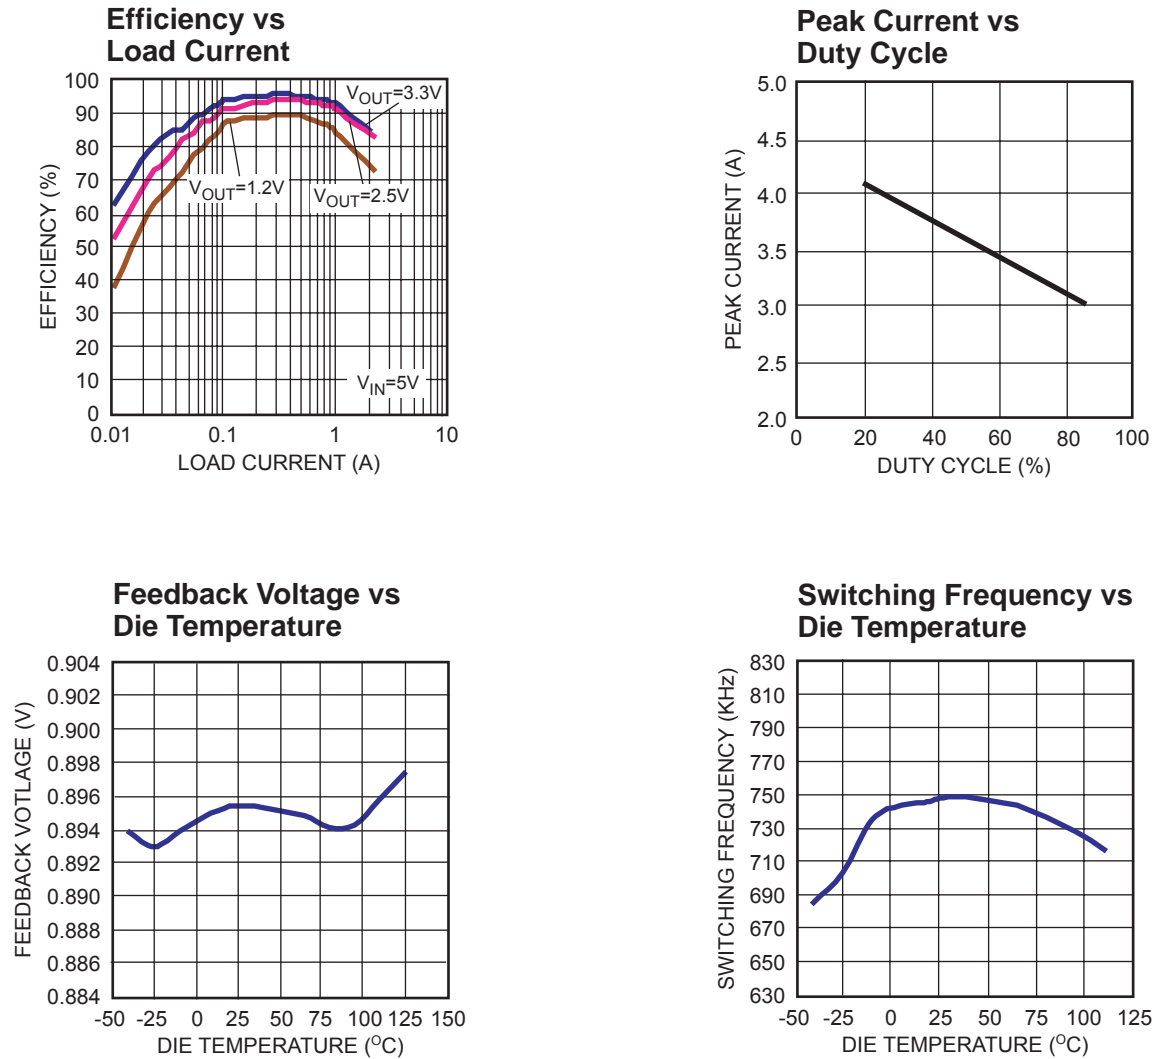 Efficiency vs
Load Current
EFFICIENCY (%)
100
90
80
70
60
50
40
30
20
10
0
VOUT=3.3V
VOUT=1.2V
VOUT=2.5V
VIN=5V
0.01 0.1 1 10
LOAD CURRENT (A)
Peak Current vs
Duty Cycle
PEAK CURRENT (A)
5.0
4.5
4.0
3.5
3.0
2.5
2.0
0 20 40 60 80 100
DUTY CYCLE (%)
Feedback Voltage vs
Die Temperature
FEEDBACK VOTLAGE (V)
0.904
0.902
0.900
0.898
0.896
0.894
0.892
0.890
0.888
0.886
0.884
-50 -25 0 25 50 75 100 125 150
DIE TEMPERATURE (OC)
Switching Frequency vs
Die Temperature
SWITCHING FREQUENCY (KHz)
830
810
790
770
750
730
710
690
670
650
630
-50 -25 0 25 50 75 100 125
DIE TEMPERATURE (OC)